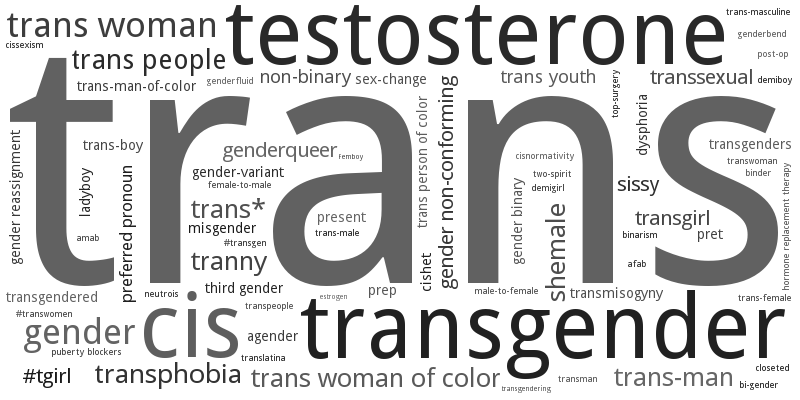 trans woman
testosterone
trans-masculine
cissexism
genderbend
trans people
post-op
trans-man-of-color
genderfluid
non-binary
sex-change
trans youth
top-surgery
transsexual
demiboy
trans
gender reassignment
trans-boy
ladyboy
preferred pronoun
amab
genderqueer
Femboy
gender-variant
female-to-male
trans*
misgender
#transgen
tranny
present
trans-male
trans person of color
gender non-conforming
cishet
cisnormativity
two-spirit
demigirl
gender binary
shemale
dysphoria
sissy
transgirl
binarism
pret
afab
transgenders
transwoman
binder
hormone replacement therapy
transgendered
neutrois
third gender
estrogen
prep
male-to-female
transmisogyny
trans-female
#transwomen
gender
cis
transpeople
agender
transgender
puberty blockers
translatina
#tgirl
transphobia
trans woman of color
transgendering
transman
trans-man
closeted
bi-gender